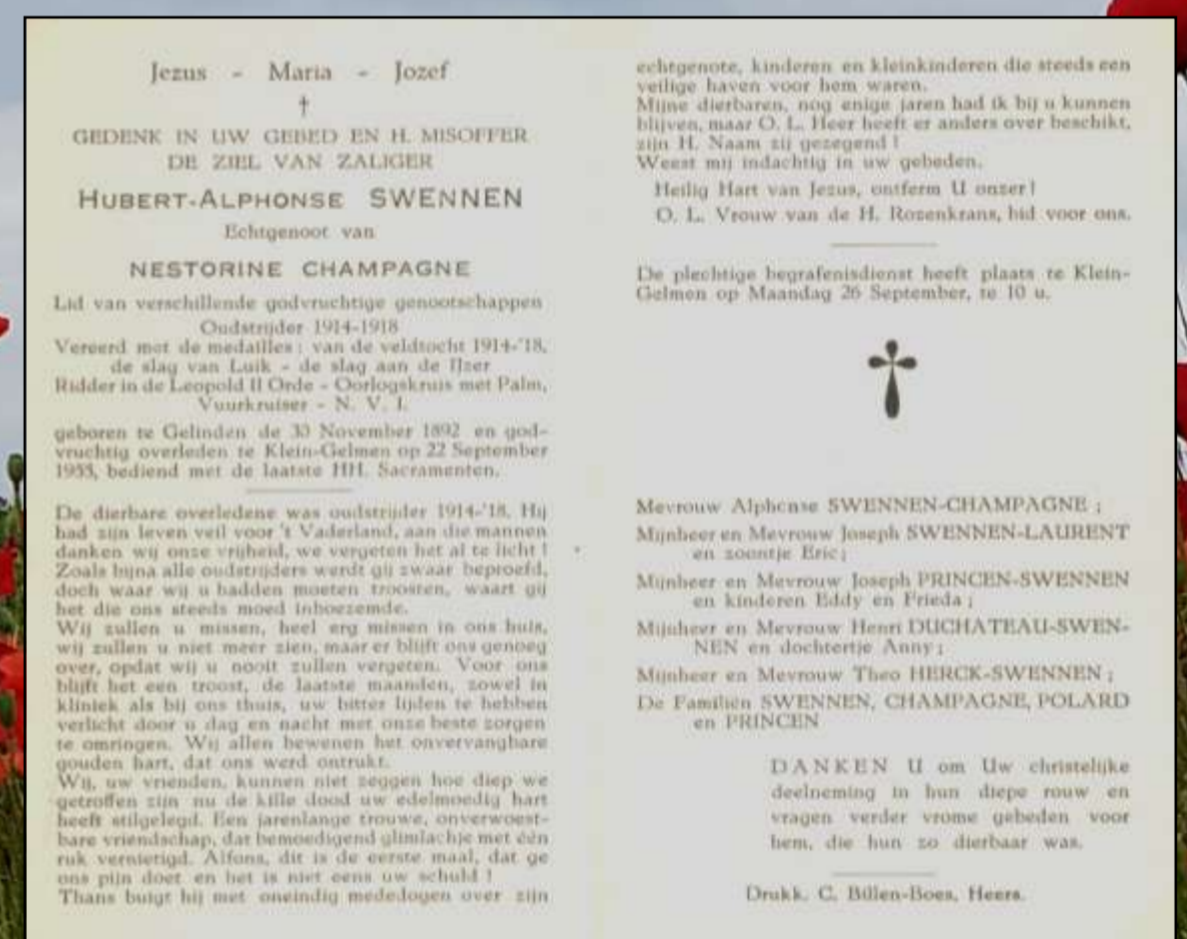 Jezus - Maria - Jozef
†
GEDENK IN UW GEBED EN H. MISOFFER
DE ZIEL VAN ZALIGER
HUBERT-ALPHONSE SWENNEN
Echtgenoot van
NESTORINE CHAMPAGNE
Lid van verschillende godvruchtige genootschappen
Oudstrijder 1914-1918
Vereerd met de medailles : van de veldtocht 1914-'18,
de slag van Luik - de slag aan de IJzer
Ridder in de Leopold II Orde - Oorlogskruis met Palm,
Vuurkruiser - N. V. I.
geboren te Gelinden de 30 November 1892 en god-
vruchtig overleden te Klein-Gelmen op 22 September
1955, bediend met de laatste HH. Sacramenten.
De dierbare overledene was oudstrijder 1914-'18. Hij
had zijn leven veil voor 't Vaderland, aan die mannen
danken wij onze vrijheid, we vergeten het al te licht !
Zoals bijna alle oudstrijders werdt gij zwaar beproefd,
doch waar wij u hadden moeten troosten, waart gij
het die ons steeds moed inboezemde.
Wij zullen u missen, heel erg missen in ons huis,
wij zullen u niet meer zien, maar er blijft ons genoeg
over, opdat wij u nooit zullen vergeten. Voor ons
blijft het een troost, de laatste maanden, zowel in
kliniek als bij ons thuis, uw bitter lijden te hebben
verlicht door u dag en nacht met onze beste zorgen
te omringen. Wij allen bewenen het onvervangbare
gouden hart, dat ons werd ontrukt.
Wij, uw vrienden, kunnen niet zeggen hoe diep we
getroffen zijn nu de kille dood uw edelmoedig hart
heeft stilgelegd. Een jarenlange trouwe, onverwoest-
bare vriendschap, dat bemoedigend glimlachje met één
ruk vernietigd. Alfons, dit is de eerste maal, dat ge
ons pijn doet en het is niet eens uw schuld !
Thans buigt hij met oneindig mededogen over zijn
echtgenote, kinderen en kleinkinderen die steeds een
veilige haven voor hem waren.
Mijne dierbaren, nog enige jaren had ik bij u kunnen
blijven, maar O. L. Heer heeft er anders over beschikt,
zijn H. Naam zij gezegend !
Weest mij indachtig in uw gebeden.
Heilig Hart van Jezus, ontferm U onzer !
O. L. Vrouw van de H. Rozenkrans, bid voor ons.
De plechtige begrafenisdienst heeft plaats te Klein-
Gelmen op Maandag 26 September, te 10 u.
Mevrouw Alphonse SWENNEN-CHAMPAGNE ;
Mijnheer en Mevrouw Joseph SWENNEN-LAURENT
en zoontje Eric ;
Mijnheer en Mevrouw Joseph PRINCEN-SWENNEN
en kinderen Eddy en Frieda ;
Mijnheer en Mevrouw Henri DUCHATEAU-SWEN-
NEN en dochtertje Anny ;
Mijnheer en Mevrouw Theo HERCK-SWENNEN ;
De Familiën SWENNEN, CHAMPAGNE, POLARD
en PRINCEN
DANKEN U om Uw christelijke
deelneming in hun diepe rouw en
vragen verder vrome gebeden voor
hem, die hun zo dierbaar was.
Drukk. C. Billen-Boes, Heers.